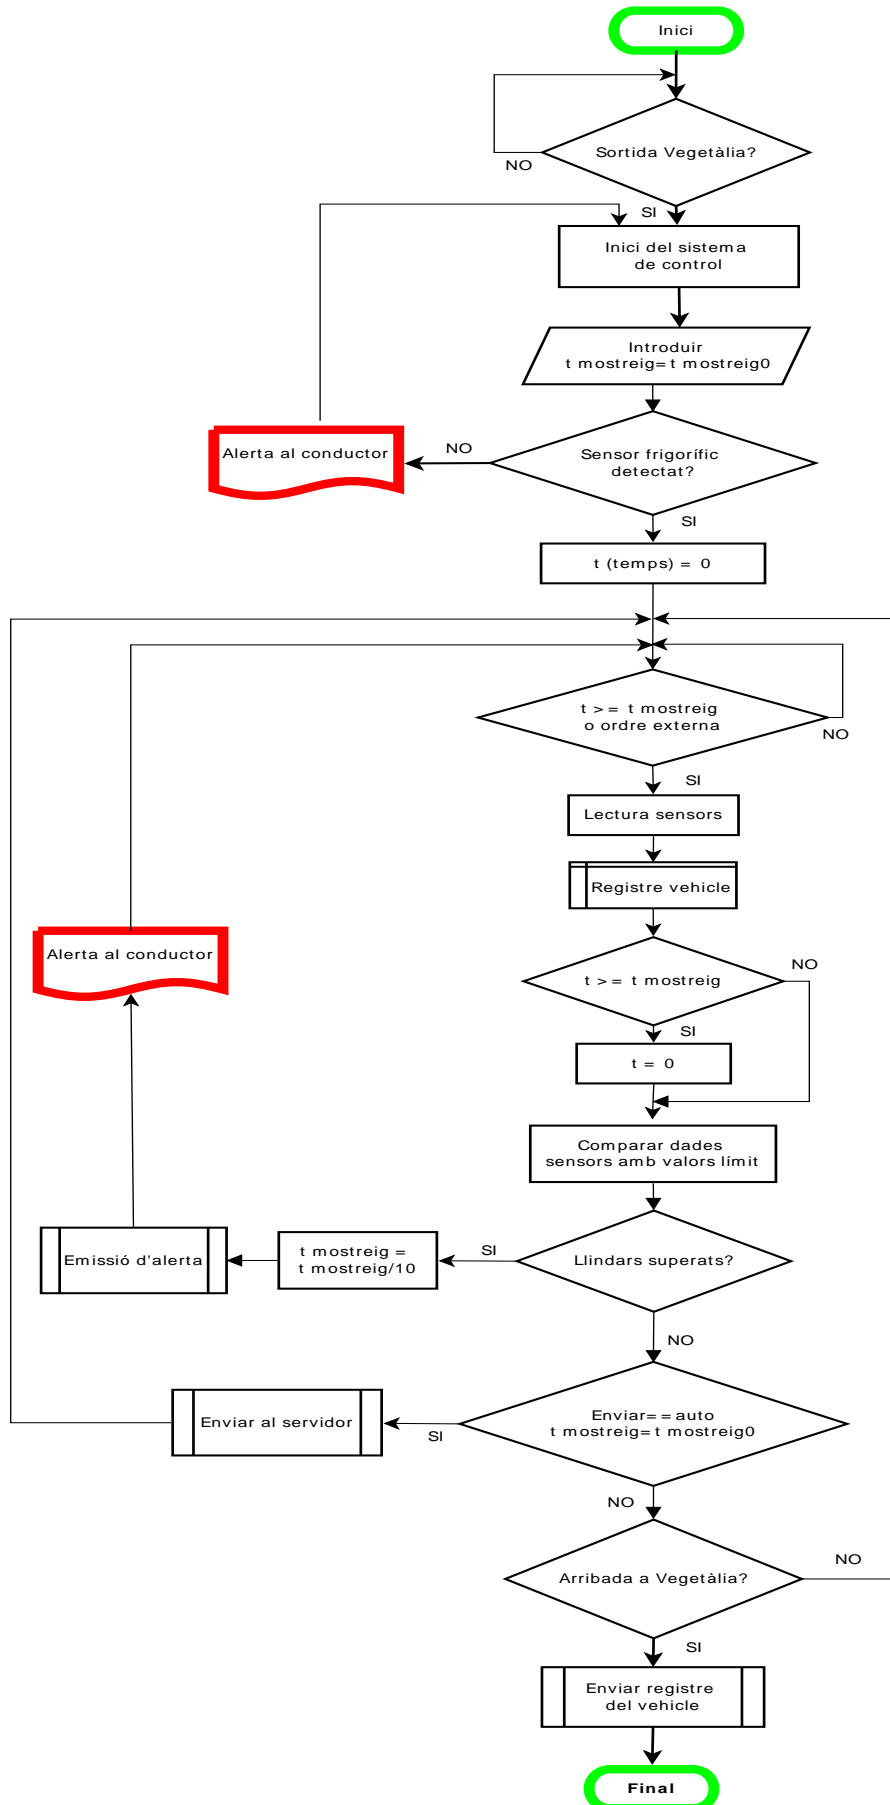 Inici
Sortida Vegetàlia?
NO
SI
Inici del sistema
de control
Introduir
t mostreig= t mostreig0
Alerta al conductor
NO
Sensor frigorífic
detectat?
SI
t (temps) = 0
t >= t mostreig
o ordre externa
NO
SI
Lectura sensors
Registre vehicle
Alerta al conductor
t >= t mostreig
NO
SI
t = 0
Comparar dades
sensors amb valors límit
Emissió d'alerta
t mostreig =
t mostreig/10
SI
Llindars superats?
NO
Enviar al servidor
SI
Enviar==auto
t mostreig=t mostreig0
NO
Arribada a Vegetàlia?
NO
SI
Enviar registre
del vehicle
Final